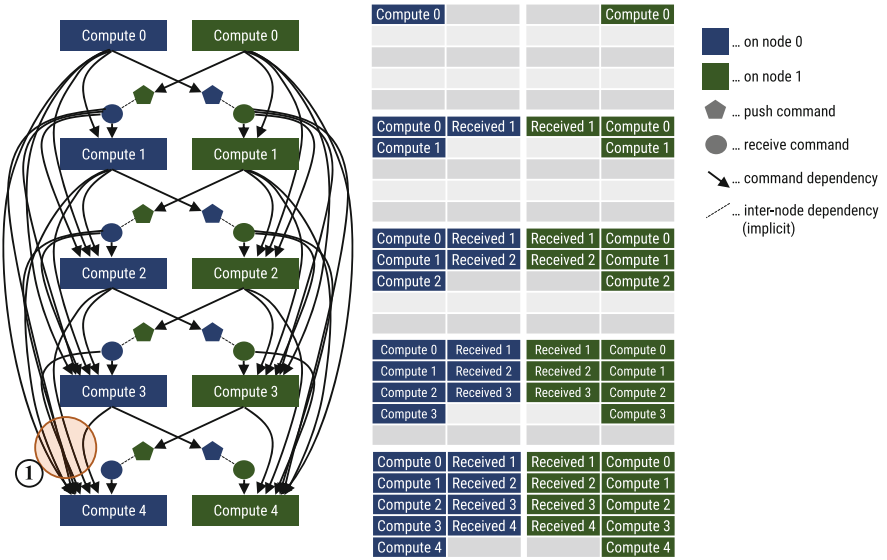 Compute 0 Compute 0
Compute 1 Compute 1
Compute 2 Compute 2
Compute 3 Compute 3
1
Compute 4 Compute 4
Compute 0 Compute 0
Compute 0 Received 1 Received 1 Compute 0
Compute 1 Compute 1
Compute 0 Received 1 Received 1 Compute 0
Compute 1 Received 2 Received 2 Compute 1
Compute 2 Compute 2
Compute 0 Received 1 Received 1 Compute 0
Compute 1 Received 2 Received 2 Compute 1
Compute 2 Received 3 Received 3 Compute 2
Compute 3 Compute 3
Compute 0 Received 1 Received 1 Compute 0
Compute 1 Received 2 Received 2 Compute 1
Compute 2 Received 3 Received 3 Compute 2
Compute 3 Received 4 Received 4 Compute 3
Compute 4 Compute 4
... on node 0
... on node 1
... push command
... receive command
... command dependency
... inter-node dependency
(implicit)